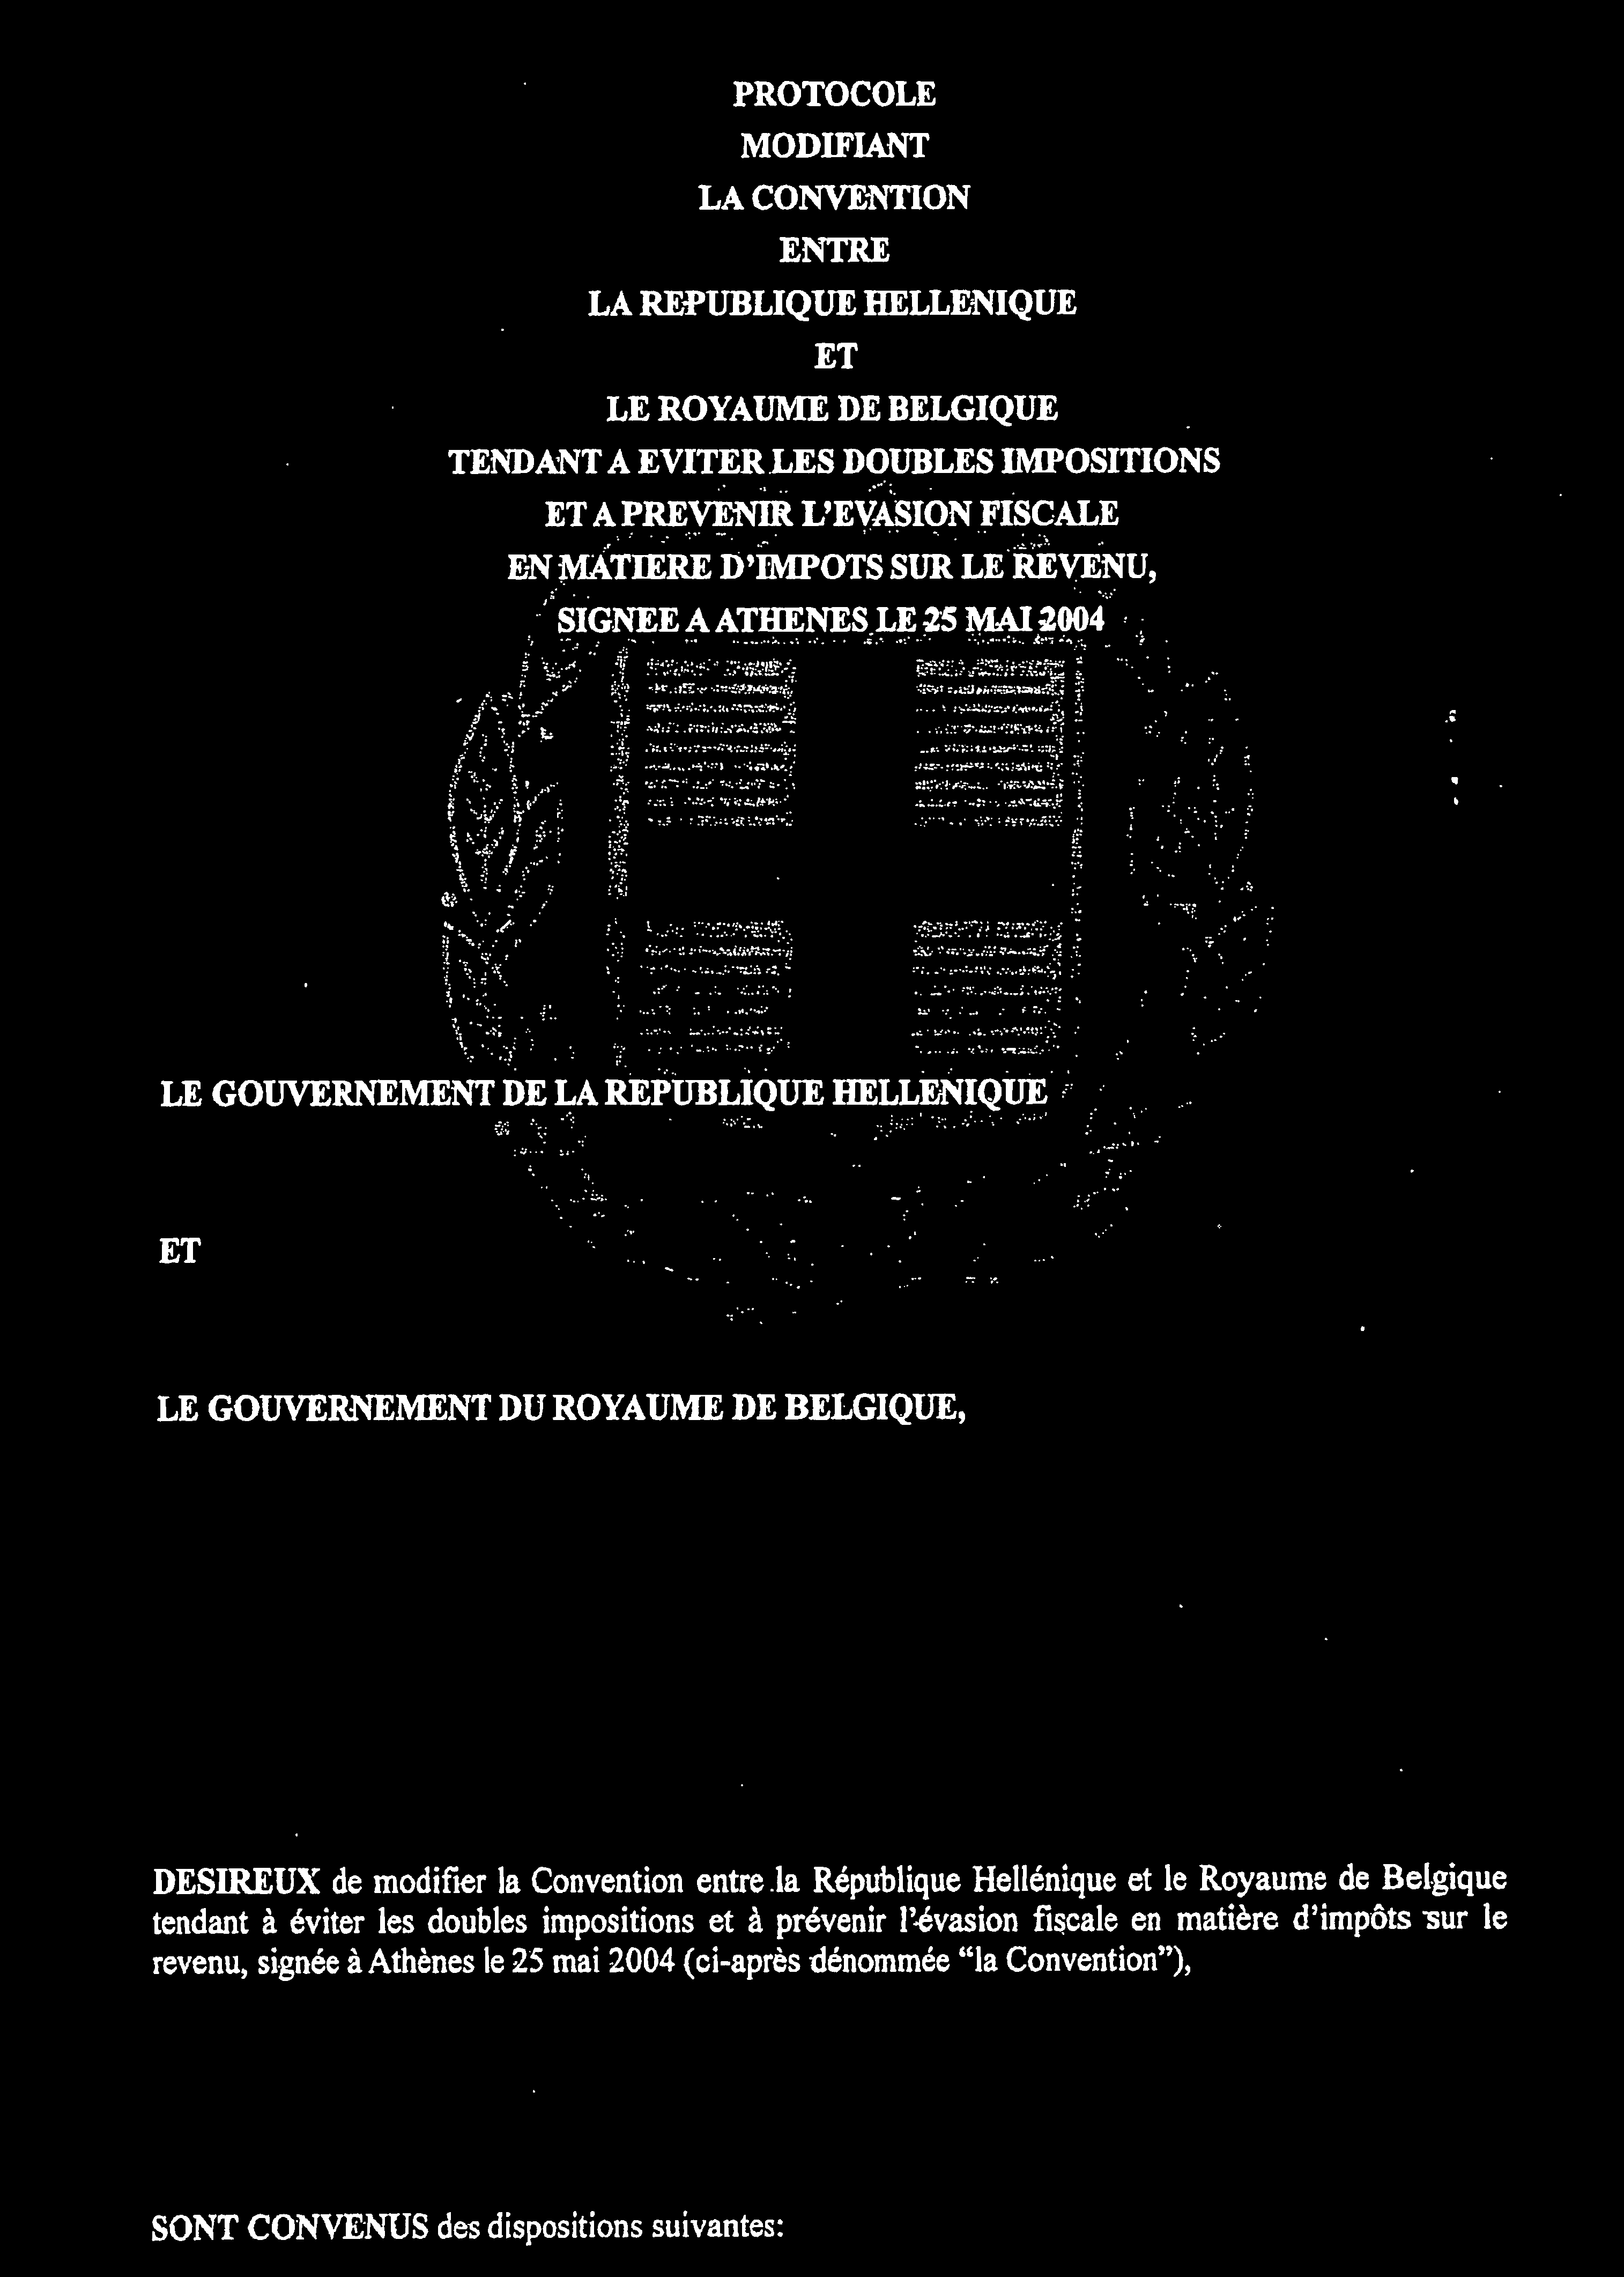 PROTOCOLE
MODIFIANT
LA CONVENTION
ENTRE
LA REPUBLIQUE HELLENIQUE
ET
LE ROYAUME DE BELGIQUE
TENDANT A EVITER LES DOUBLES IMPOSITIONS
ET A PREVENIR L'EVASION FISCALE
EN MATIERE D'IMPOTS SUR LE REVENU,
SIGNEE A ATHENES LE 25 MAI 2004
LE GOUVERNEMENT DE LA REPUBLIQUE HELLENIQUE
ET
LE GOUVERNEMENT DU ROYAUME DE BELGIQUE,
DESIREUX de modifier la Convention entre la République Hellénique et le Royaume de Belgique
tendant à éviter les doubles impositions et à prévenir l'évasion fiscale en matière d'impôts sur le
revenu, signée à Athènes le 25 mai 2004 (ci-après dénommée “la Convention”),
SONT CONVENUS des dispositions suivantes: